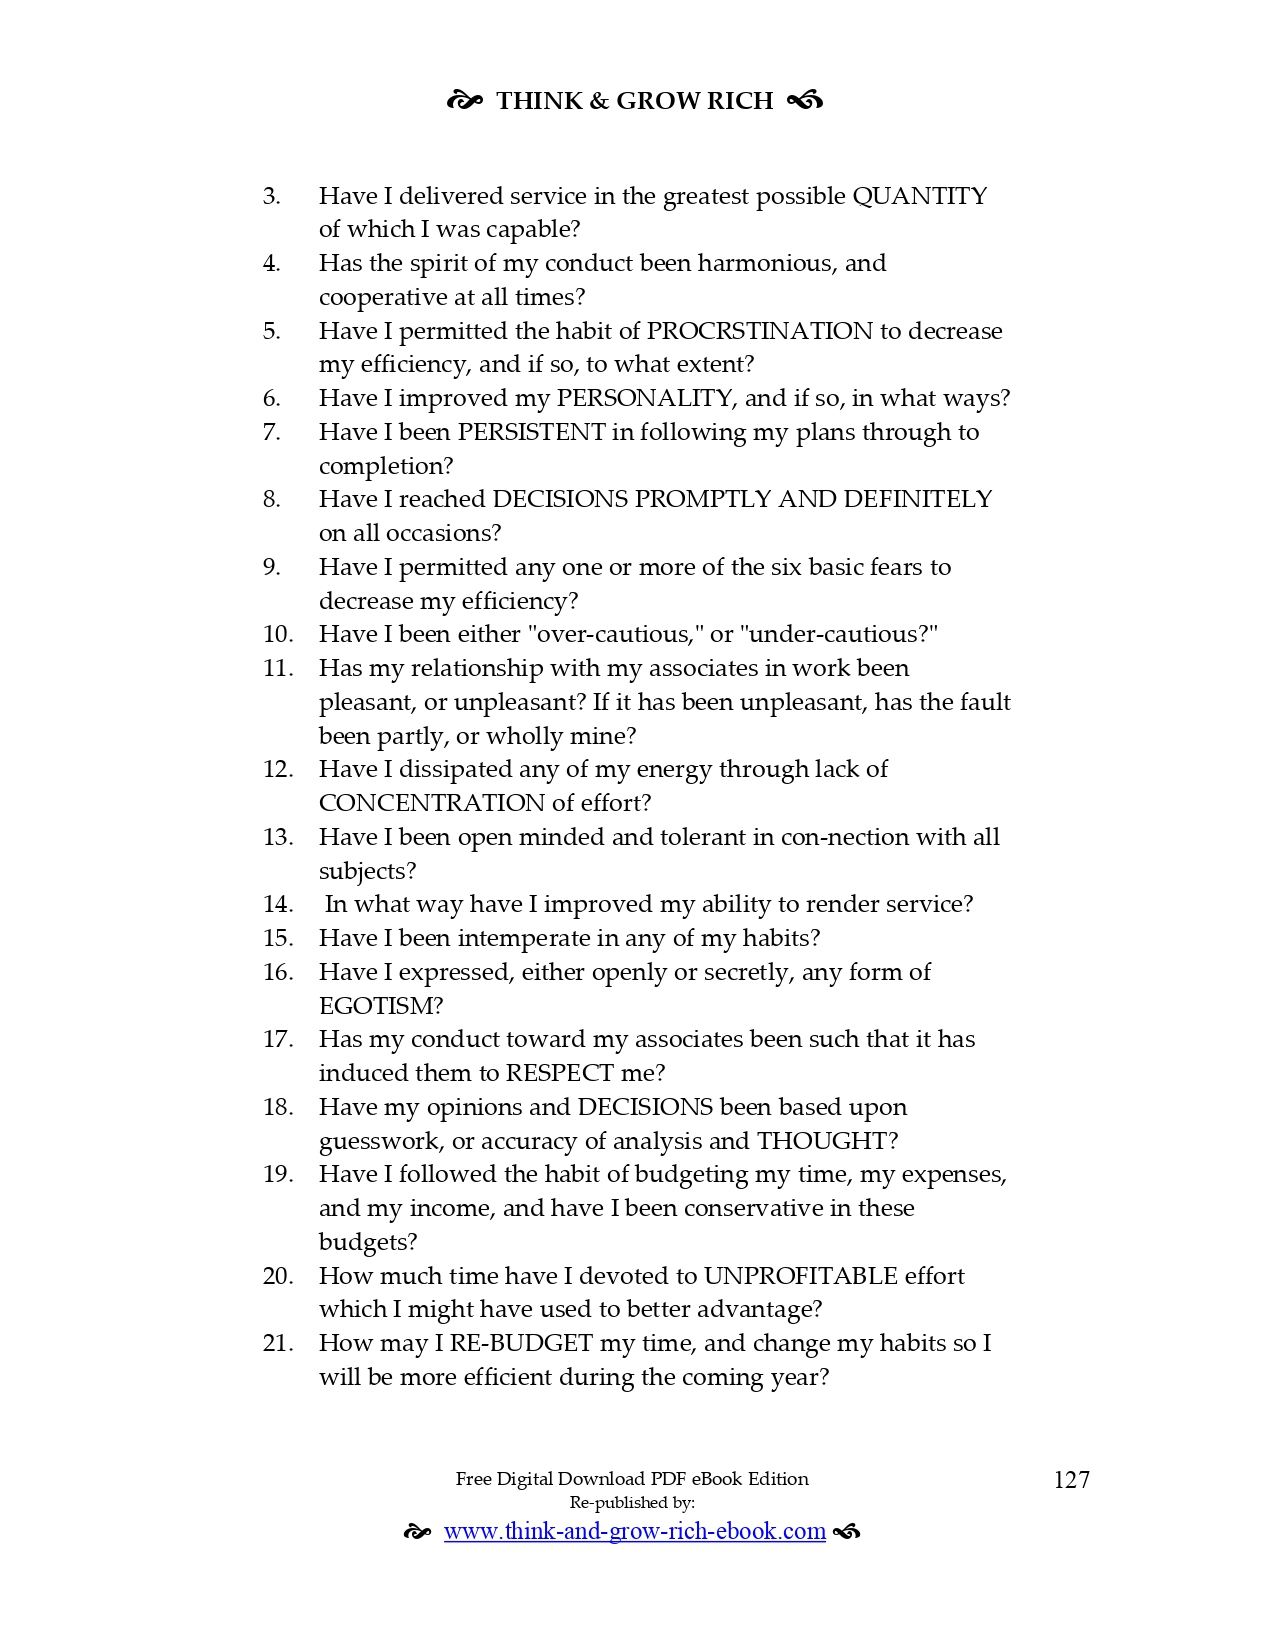 THINK & GROW RICH
3. Have I delivered service in the greatest possible QUANTITY
of which I was capable?
4. Has the spirit of my conduct been harmonious, and
cooperative at all times?
5. Have I permitted the habit of PROCRSTINATION to decrease
my efficiency, and if so, to what extent?
6. Have I improved my PERSONALITY, and if so, in what ways?
7. Have I been PERSISTENT in following my plans through to
completion?
8. Have I reached DECISIONS PROMPTLY AND DEFINITELY
on all occasions?
9. Have I permitted any one or more of the six basic fears to
decrease my efficiency?
10. Have I been either "over-cautious," or "under-cautious?"
11. Has my relationship with my associates in work been
pleasant, or unpleasant? If it has been unpleasant, has the fault
been partly, or wholly mine?
12. Have I dissipated any of my energy through lack of
CONCENTRATION of effort?
13. Have I been open minded and tolerant in con-nection with all
subjects?
14. In what way have I improved my ability to render service?
15. Have I been intemperate in any of my habits?
16. Have I expressed, either openly or secretly, any form of
EGOTISM?
17. Has my conduct toward my associates been such that it has
induced them to RESPECT me?
18. Have my opinions and DECISIONS been based upon
guesswork, or accuracy of analysis and THOUGHT?
19. Have I followed the habit of budgeting my time, my expenses,
and my income, and have I been conservative in these
budgets?
20. How much time have I devoted to UNPROFITABLE effort
which I might have used to better advantage?
21. How may I RE-BUDGET my time, and change my habits so I
will be more efficient during the coming year?
Free Digital Download PDF eBook Edition
127
Re-published by:
www.think-and-grow-rich-ebook.com